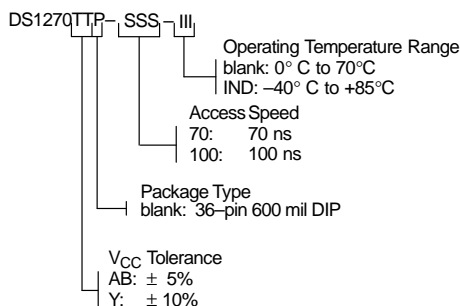 DS1270TTP– SSS – III
Operating Temperature Range
blank: 0° C to 70°C
IND: –40° C to +85°C
Access Speed
70: 70 ns
100: 100 ns
Package Type
blank: 36–pin 600 mil DIP
VCC Tolerance
AB: ± 5%
Y: ± 10%